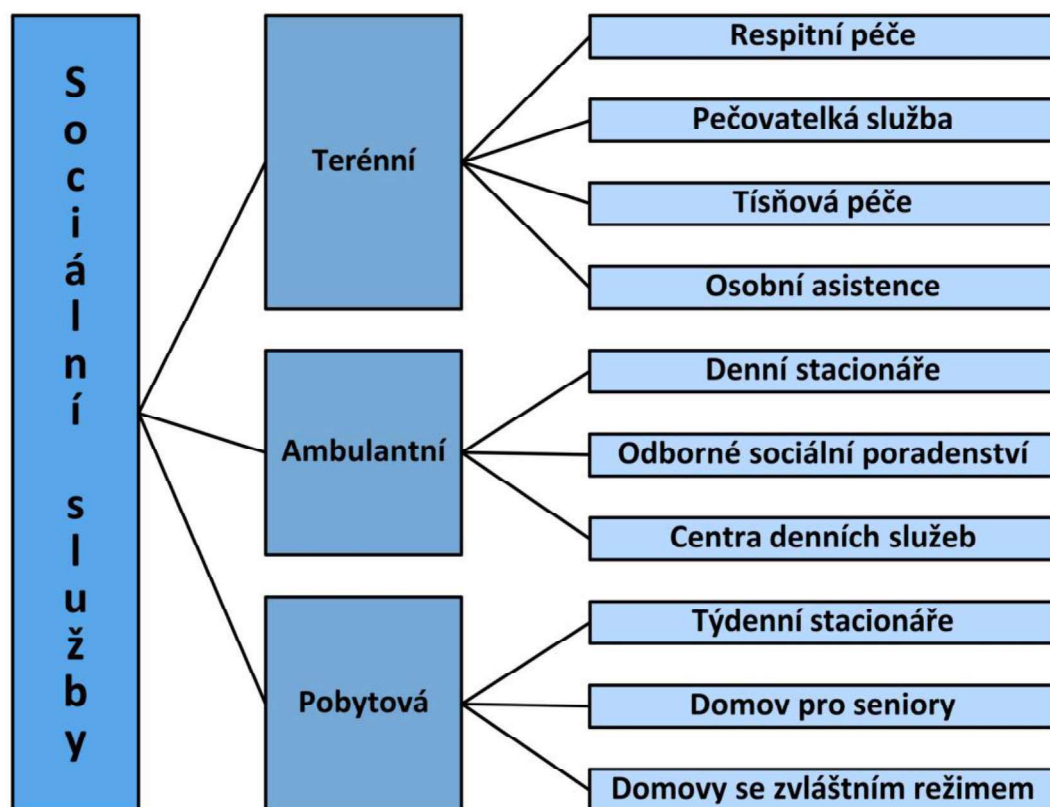 Sociální služby
Terénní
Respitní péče
Pečovatelká služba
Tísňová péče
Osobní asistence
Ambulantní
Denní stacionáře
Odborné sociální poradenství
Centra denních služeb
Pobytová
Týdenní stacionáře
Domov pro seniory
Domovy se zvláštním režimem